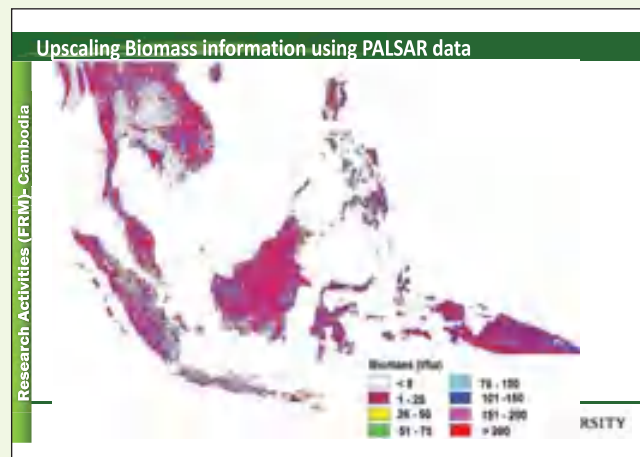 Upscaling Biomass information using PALSAR data
Research Activities (FRM)- Cambodia
Biomass (t/ha)
< 0
1 - 25
26 - 50
51 - 75
76 - 100
101 -150
151 - 200
> 200
RSITY